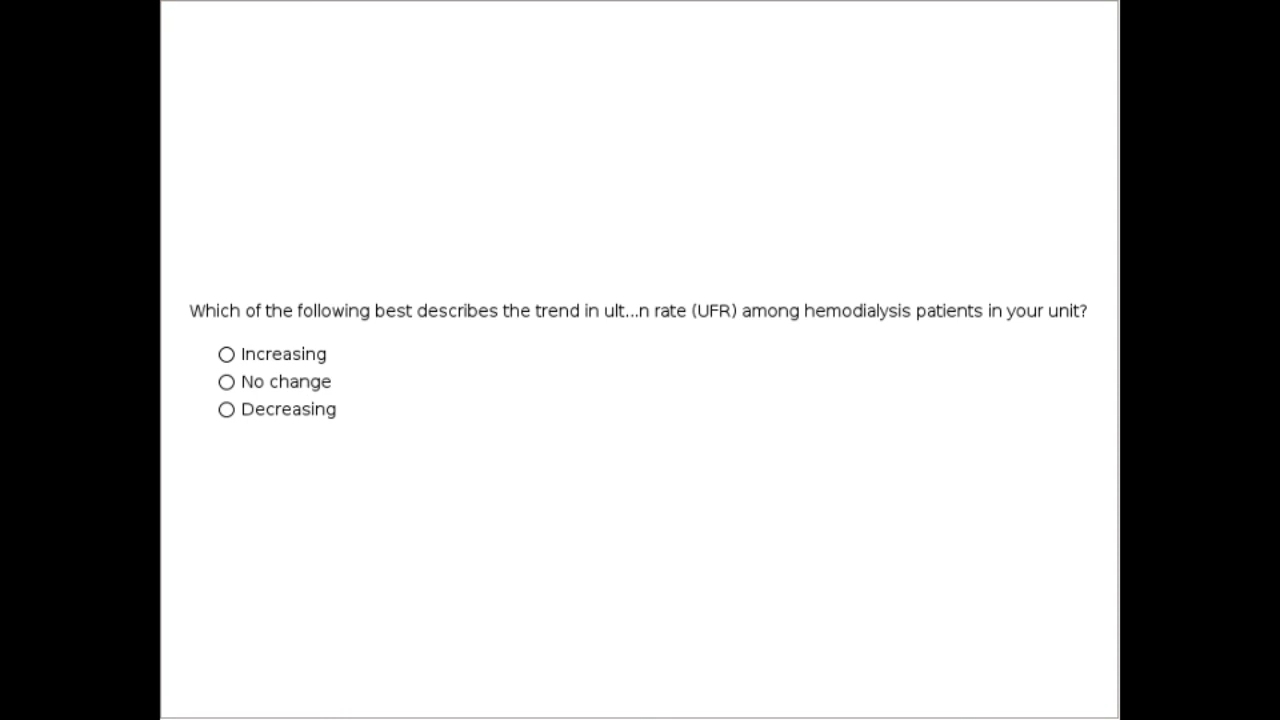 Which of the following best describes the trend in ult...n rate (UFR) among hemodialysis patients in your unit?
Increasing
No change
Decreasing